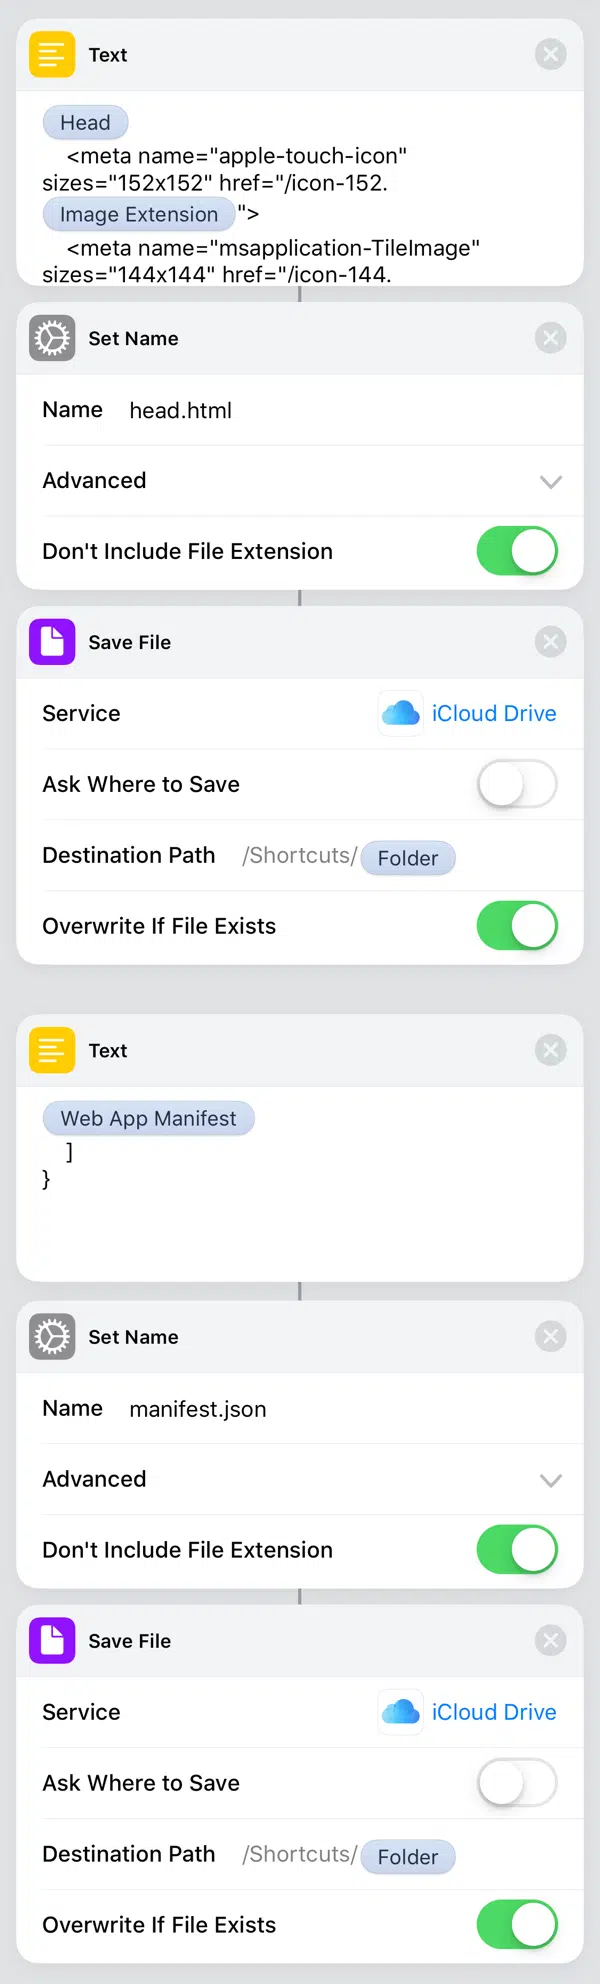 Text
Head
<meta name="apple-touch-icon"
sizes="152x152" href="/icon-152.
Image Extension ">
<meta name="msapplication-TileImage"
sizes="144x144" href="/icon-144.
Set Name
Name head.html
Advanced
Don't Include File Extension
Save File
Service iCloud Drive
Ask Where to Save
Destination Path /Shortcuts/ Folder
Overwrite If File Exists
Text
Web App Manifest
]
}
Set Name
Name manifest.json
Advanced
Don't Include File Extension
Save File
Service iCloud Drive
Ask Where to Save
Destination Path /Shortcuts/ Folder
Overwrite If File Exists